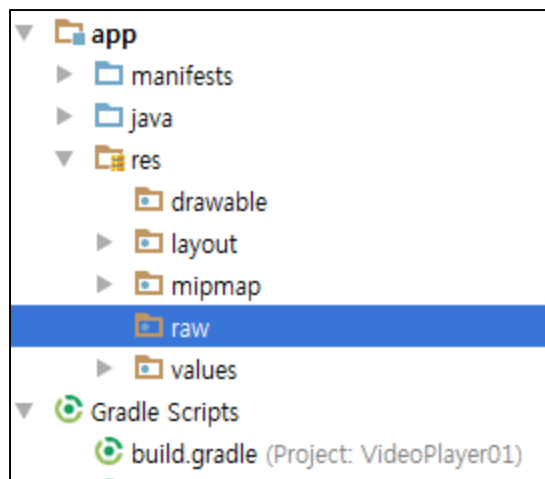 app
manifests
java
res
drawable
layout
mipmap
raw
values
Gradle Scripts
build.gradle (Project: VideoPlayer01)